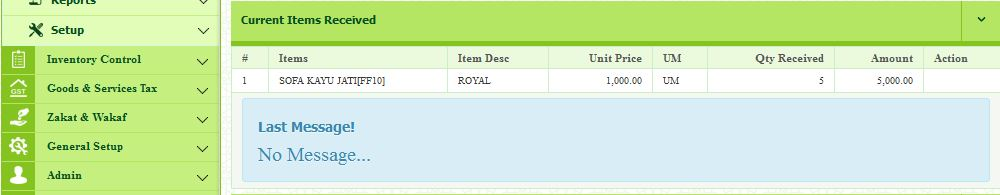 Reports
Setup
Inventory Control
GST
Goods & Services Tax
Zakat & Wakaf
General Setup
Admin
Current Items Received
# Items Item Desc Unit Price UM Qty Received Amount Action
1 SOFA KAYU JATI[FF10] ROYAL 1,000.00 UM 5 5,000.00
Last Message!
No Message...